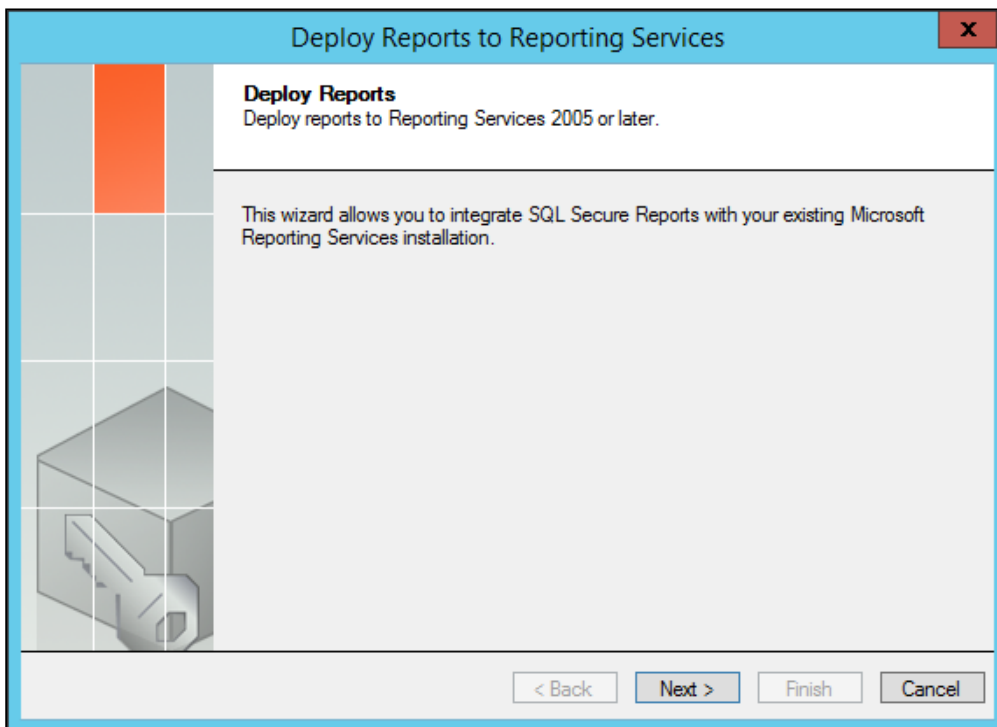 Deploy Reports to Reporting Services
x
Deploy Reports
Deploy reports to Reporting Services 2005 or later.
This wizard allows you to integrate SQL Secure Reports with your existing Microsoft
Reporting Services installation.
< Back
Next >
Finish
Cancel